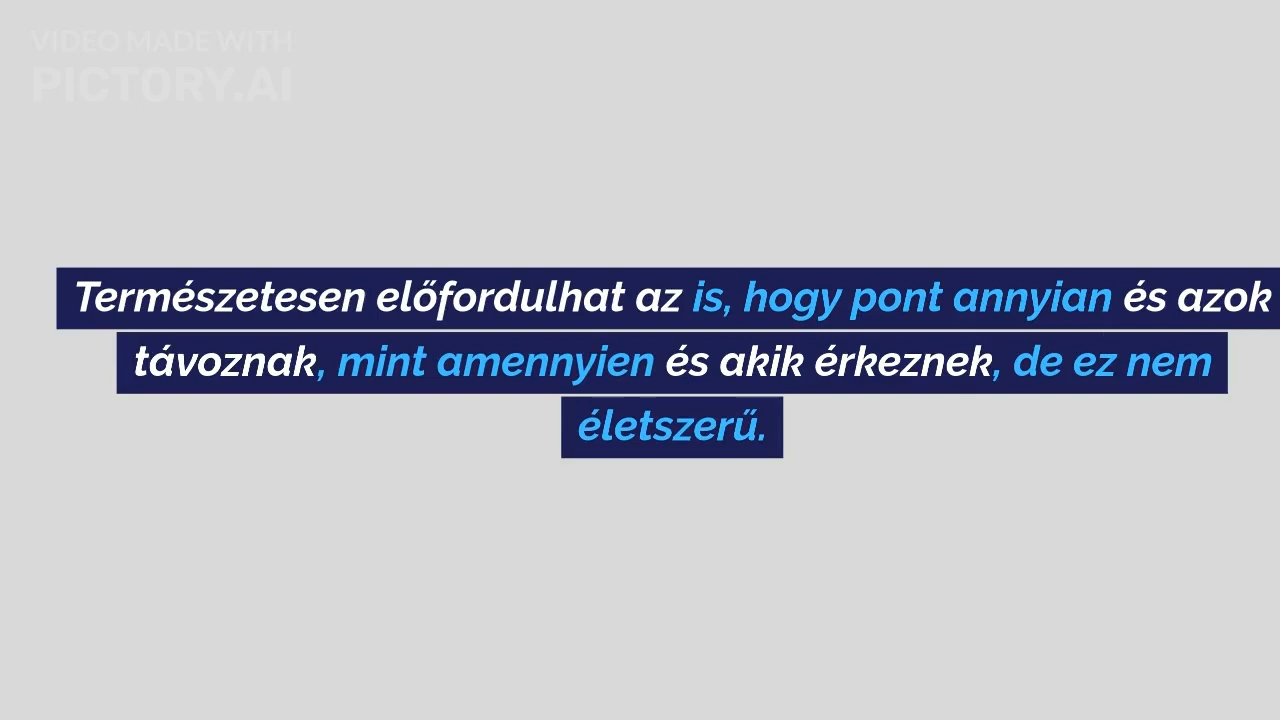 VIDEO MADE WITH
PICTORY.AI
Természetesen előfordulhat az is, hogy pont annyian és azok
távoznak, mint amennyien és akik érkeznek, de ez nem
életszerű.